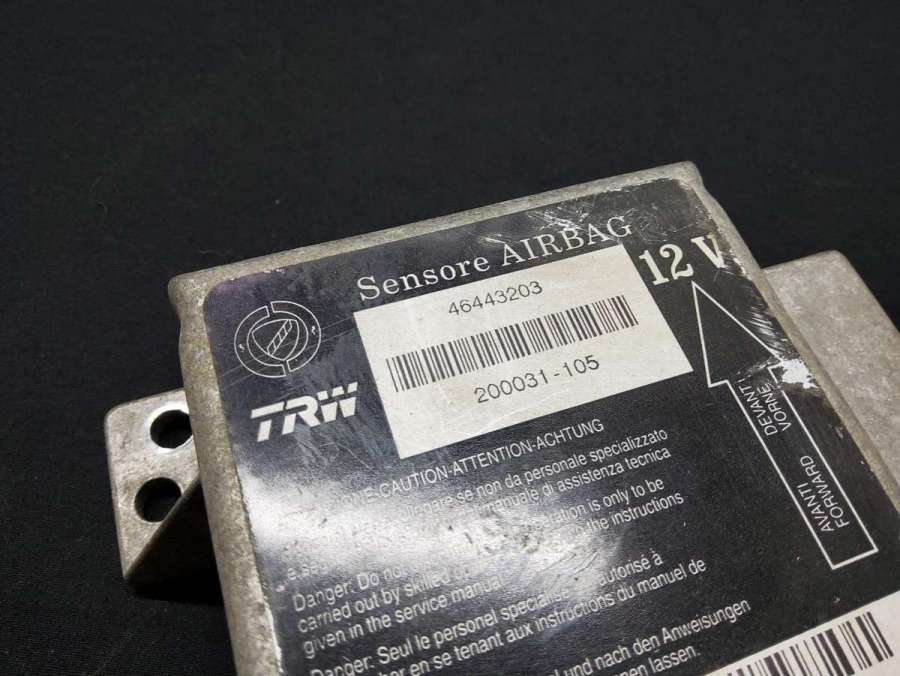 Sensore AIRBAG
12 V
46443203
200031-105
TRW
DEVANT!
VORNE
AVANTI
FORWARD
-CAUTION-ATTENTION-ACHTUNG
se non da personale specializzato
manuale di assistenza tecnica
Danger: Do no is only to be
carried out by skilled the instructions
given in the service manual
Danger: Seul le personel autorisé à
en se tenant aux instructions du manuel de
und nach den Anweisungen
lassen.